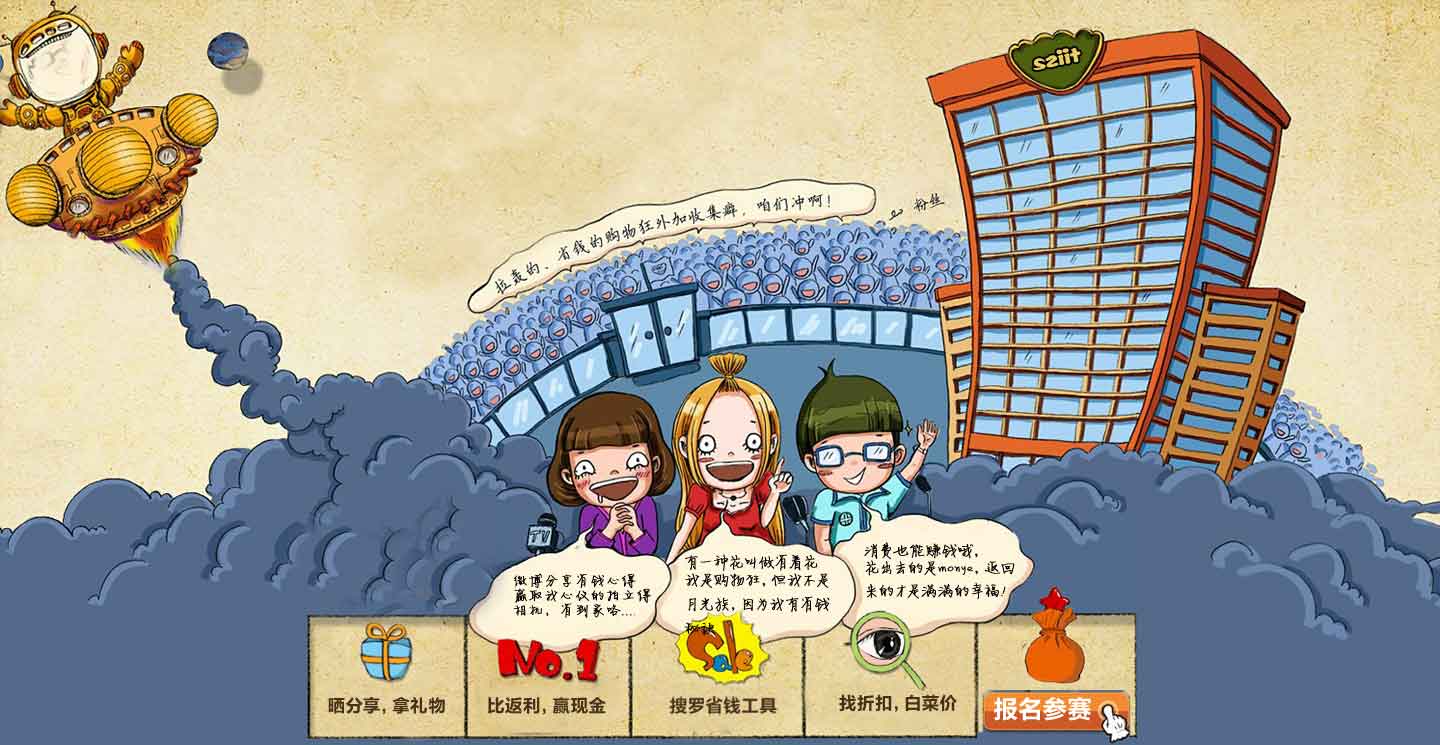 sziit
拉轰的、省钱的购物狂外加收集癖，咱们冲啊！
粉丝
TV
微博分享有钱心得
赢取我心仪的拍立得
相机，有到家哈....
有一种花叫做有着花
我是购物狂，但我不是
月光族，因为我有有钱
消费也能赚钱哦，
花出去的是monye，返回
来的才是满满的幸福！
No.1
Sale
晒分享，拿礼物
比返利，赢现金
搜罗省钱工具
找折扣，白菜价
报名参赛